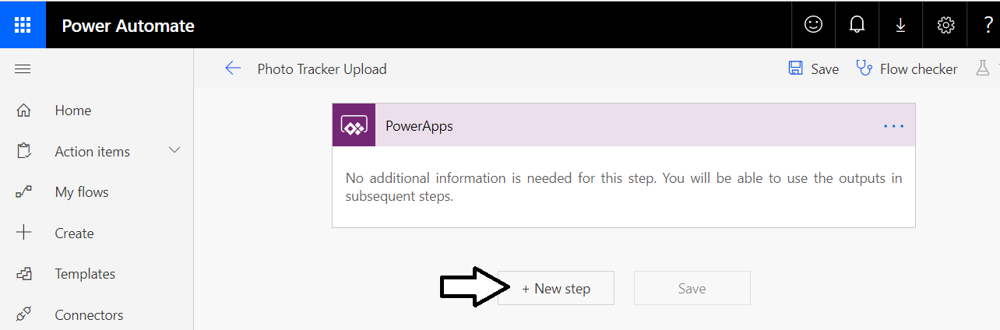 Power Automate
?
Photo Tracker Upload
Save
Flow checker
Home
Action items
My flows
Create
Templates
Connectors
PowerApps
...
No additional information is needed for this step. You will be able to use the outputs in
subsequent steps.
+ New step
Save